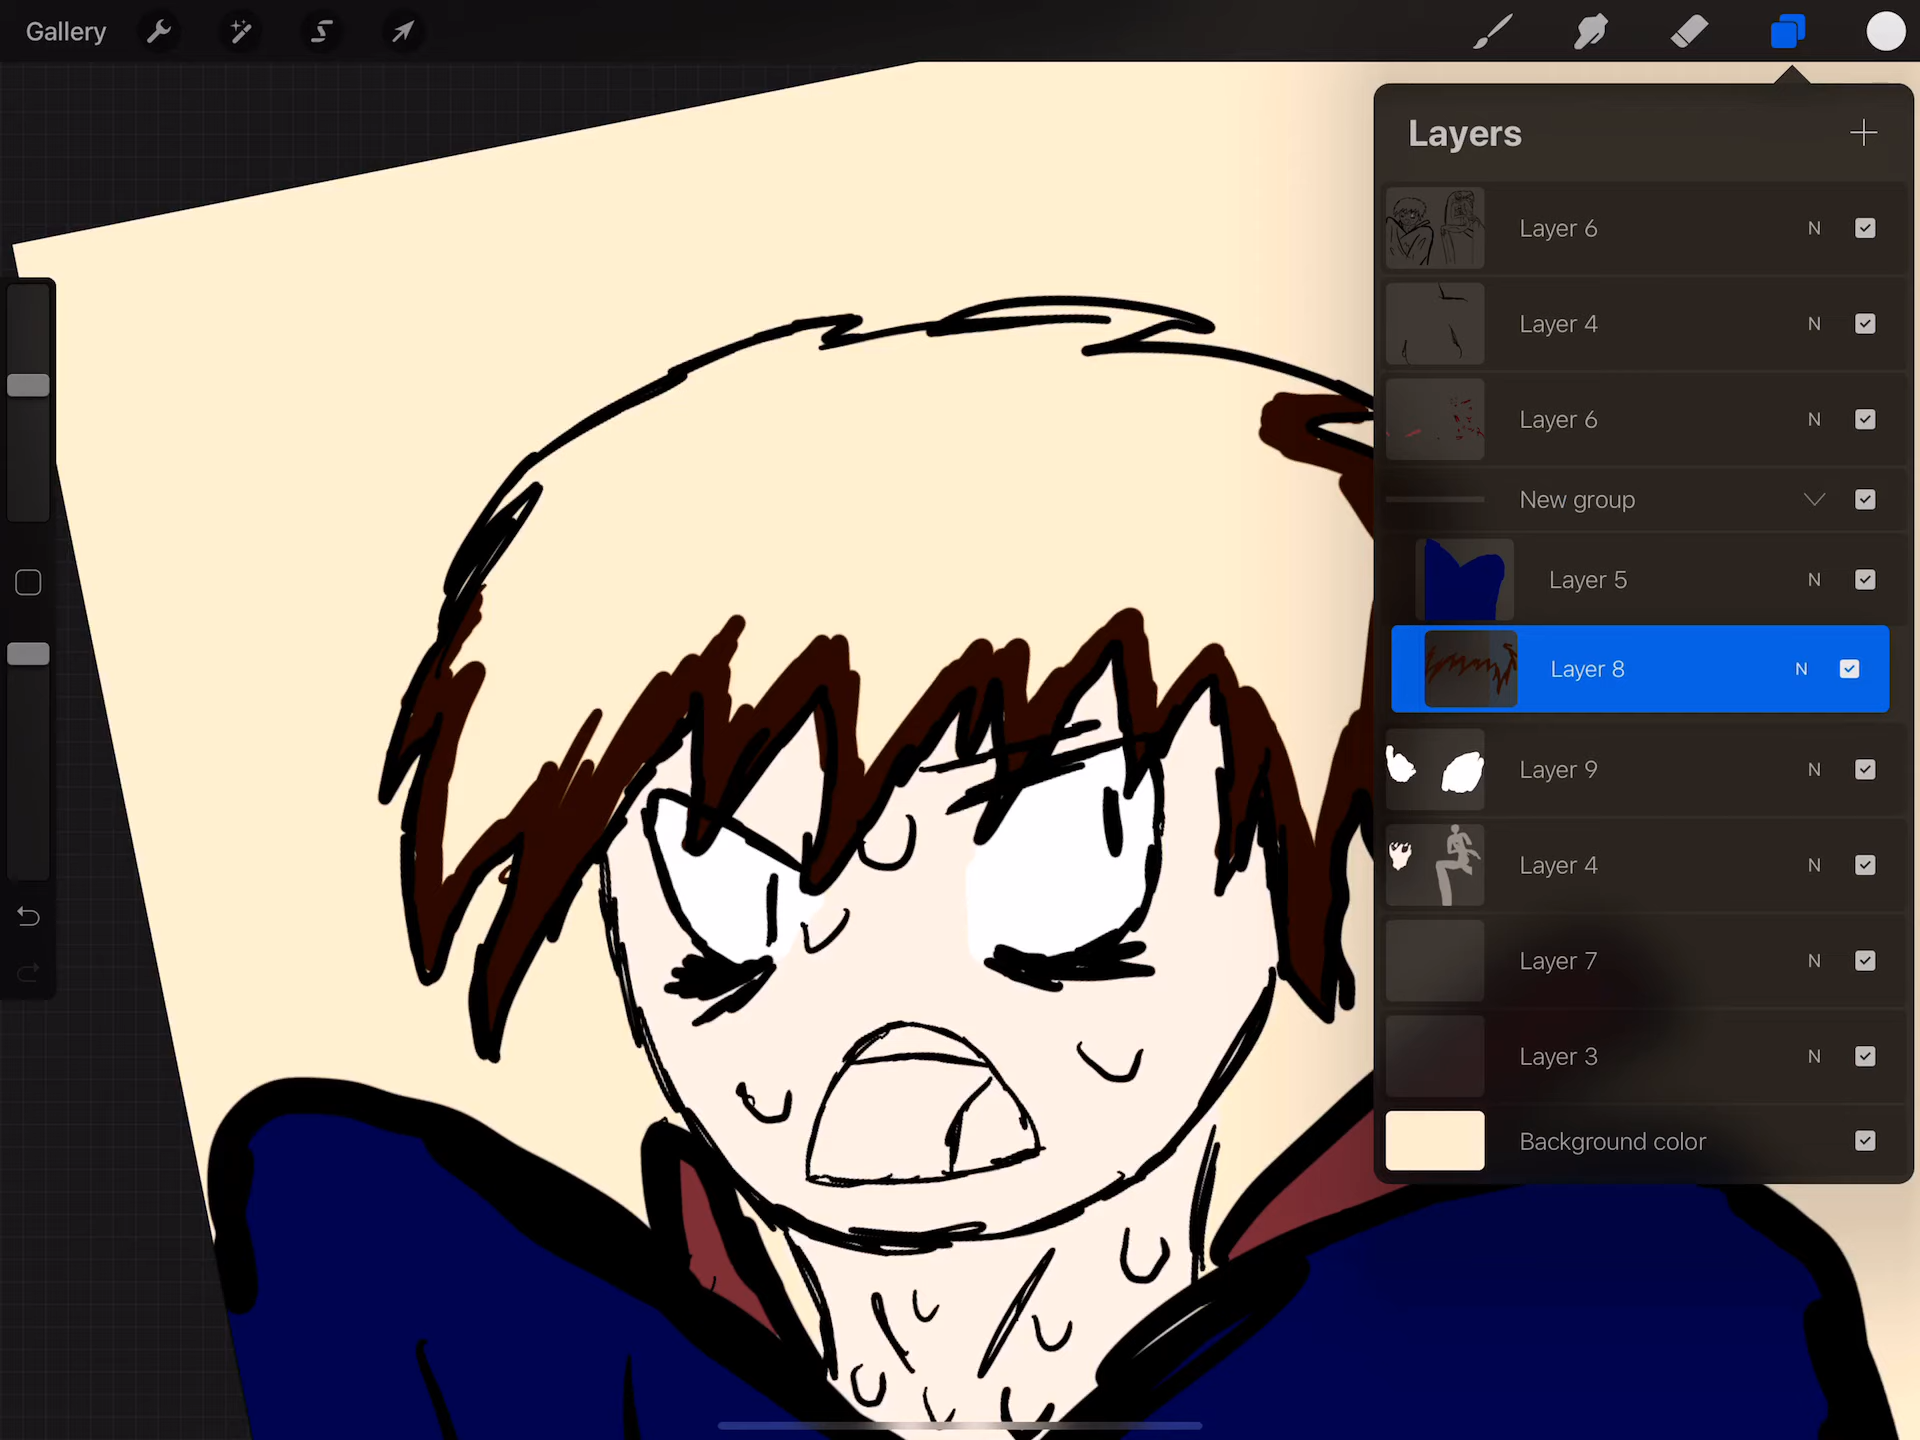 Gallery
Layers
Layer 6 N
Layer 4 N
Layer 6 N
New group
Layer 5 N
Layer 8 N
Layer 9 N
Layer 4 N
Layer 7 N
Layer 3 N
Background color